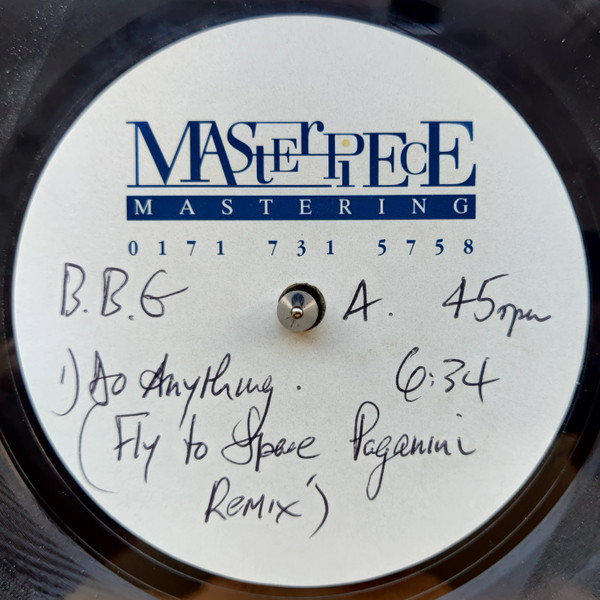 MASterPiEcE
MASTERING
0171 731 5758
B.B.G A. 45rpm
1) Do Anything. 6:34
('Fly to Space Paganini
Remix')